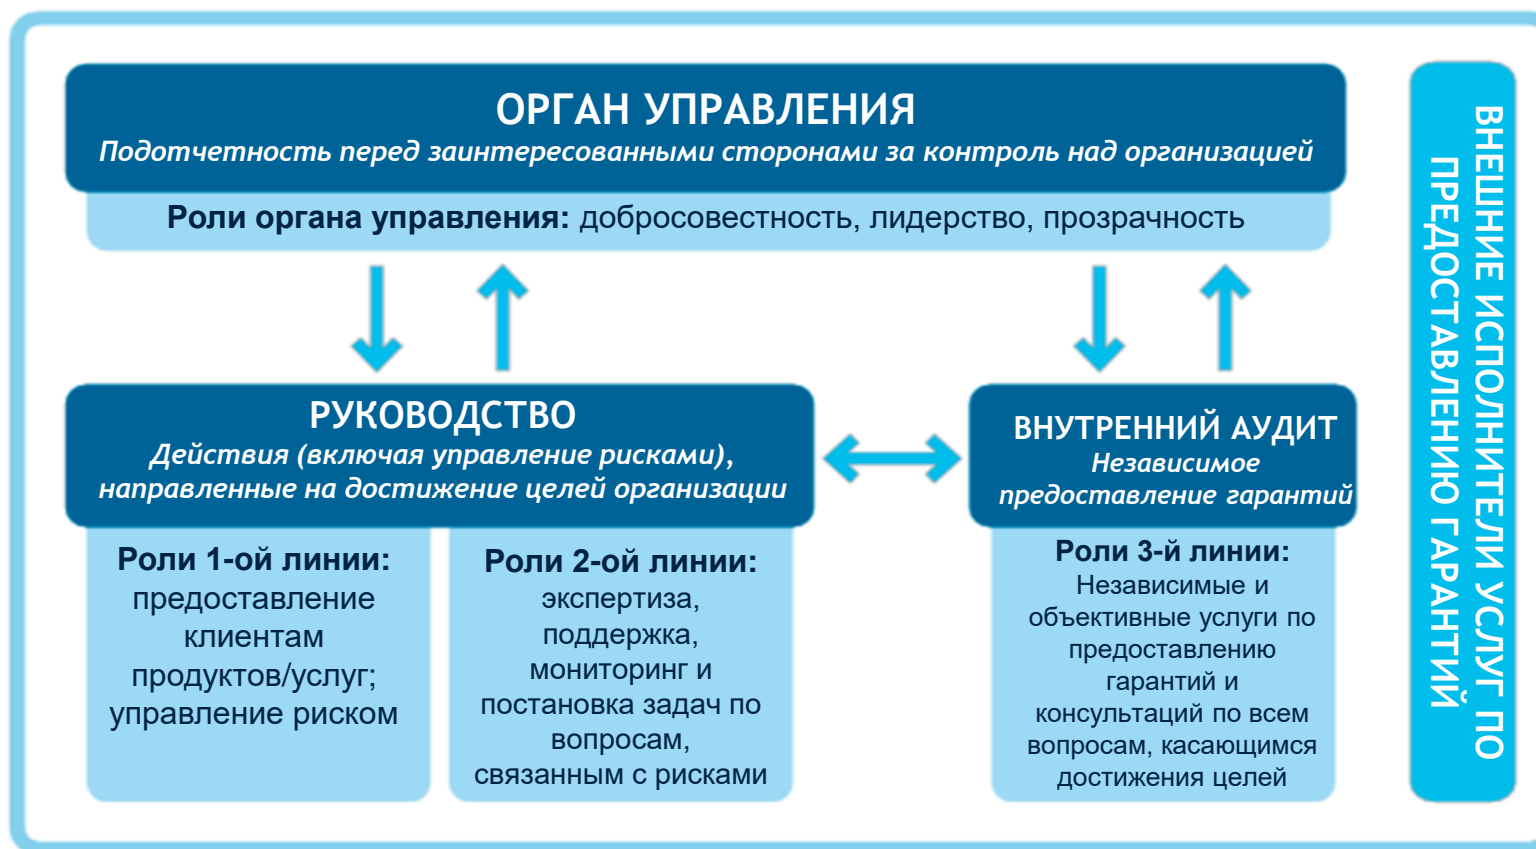 ОРГАН УПРАВЛЕНИЯ
Подотчетность перед заинтересованными сторонами за контроль над организацией
Роли органа управления: добросовестность, лидерство, прозрачность
РУКОВОДСТВО
Действия (включая управление рисками),
направленные на достижение целей организации
Роли 1-ой линии:
предоставление
клиентам
продуктов/услуг;
управление риском
Роли 2-ой линии:
экспертиза,
поддержка,
мониторинг и
постановка задач по
вопросам,
связанным с рисками
ВНУТРЕННИЙ АУДИТ
Независимое
предоставление гарантий
Роли 3-й линии:
Независимые и
объективные услуги по
предоставлению
гарантий и
консультаций по всем
вопросам, касающимся
достижения целей
ВНЕШНИЕ ИСПОЛНИТЕЛИ УСЛУГ ПО
ПРЕДОСТАВЛЕНИЮ ГАРАНТИЙ